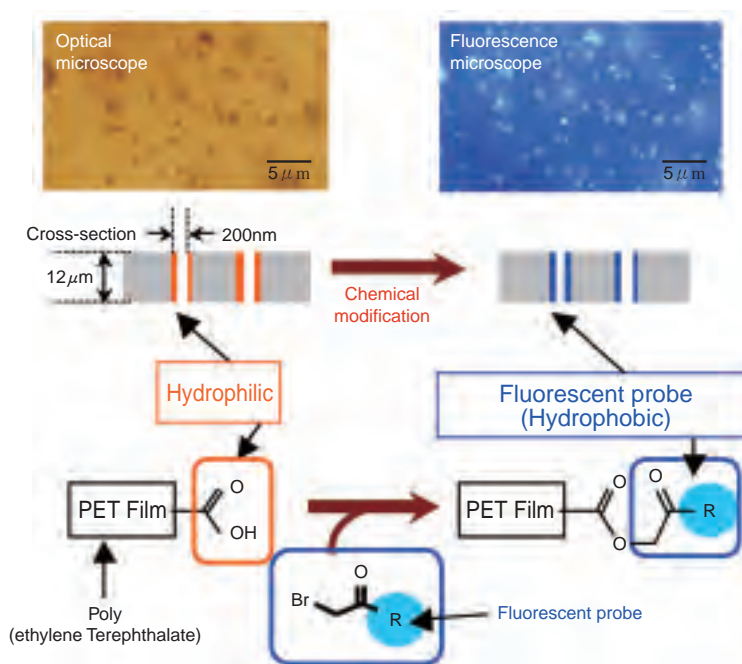 Optical
microscope
Fluorescence
microscope
5 μm
5 μm
Cross-section
200nm
12μm
Chemical
modification
Hydrophilic
Fluorescent probe
(Hydrophobic)
PET Film
O
OH
PET Film
O
O
O
R
Br
O
R
Poly
(ethylene Terephthalate)
Fluorescent probe